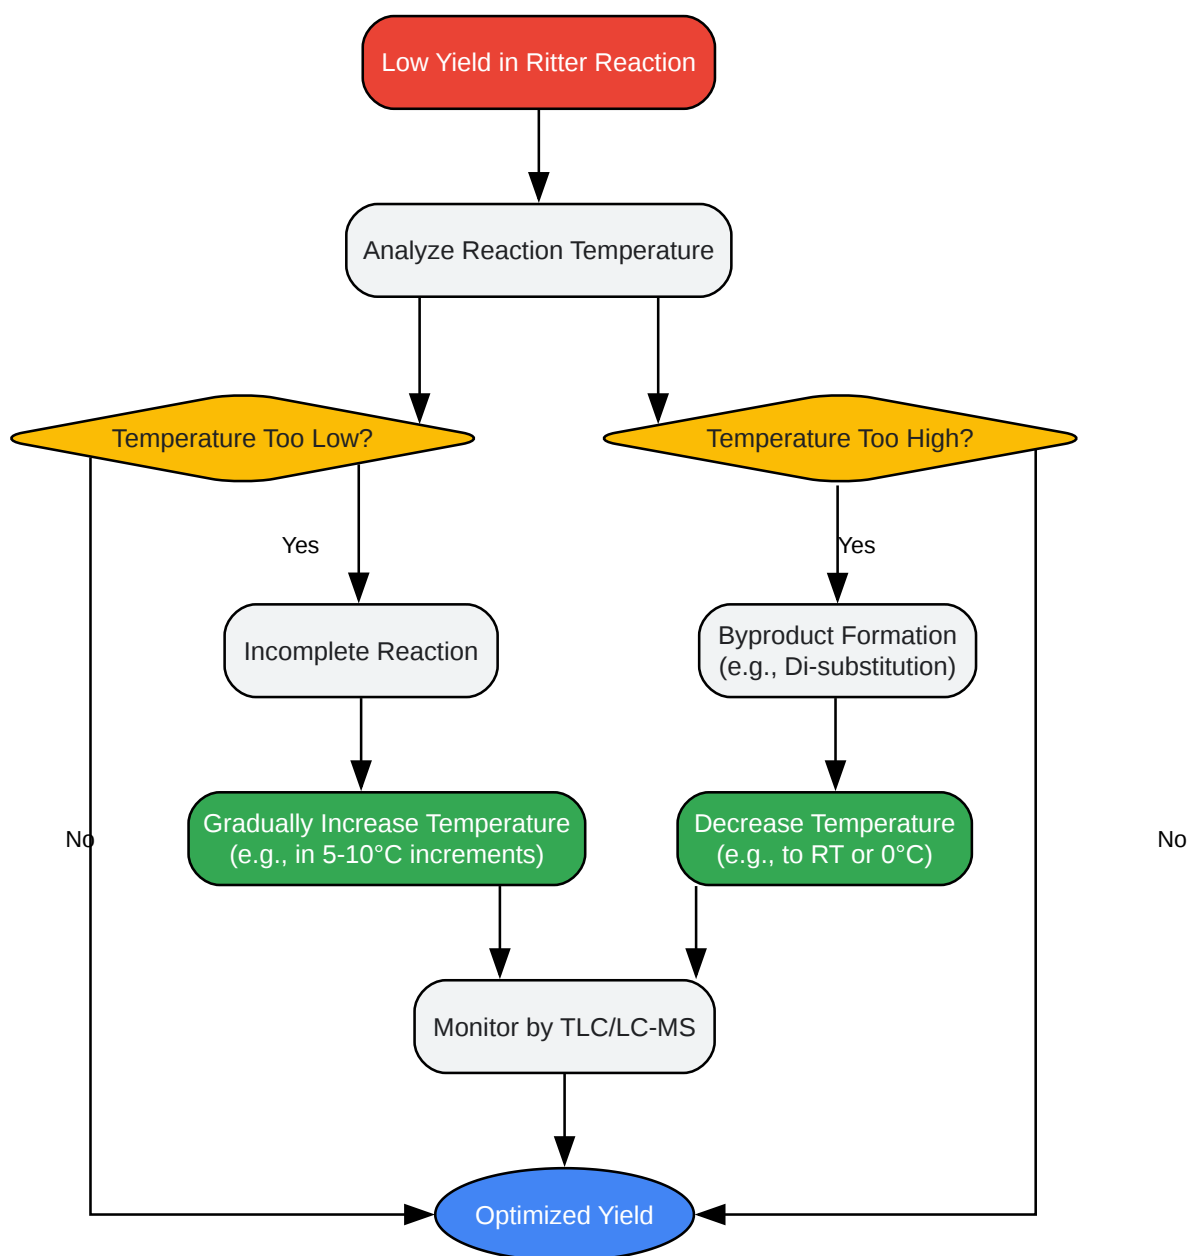 Low Yield in Ritter Reaction
Analyze Reaction Temperature
Temperature Too Low?
Temperature Too High?
Yes
Yes
Incomplete Reaction
Byproduct Formation
(e.g., Di-substitution)
Gradually Increase Temperature
(e.g., in 5-10°C increments)
Decrease Temperature
(e.g., to RT or 0°C)
No
No
Monitor by TLC/LC-MS
Optimized Yield